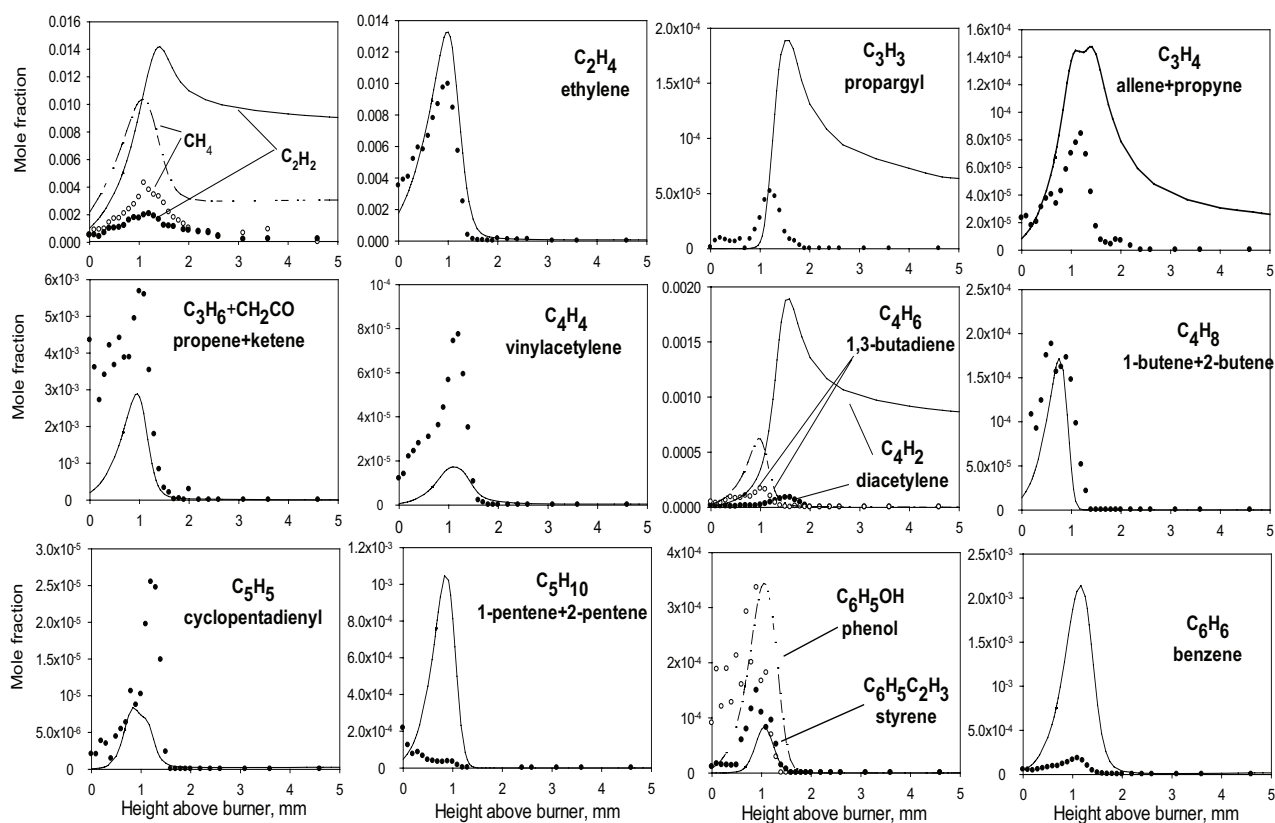 0.016
0.014
0.012
0.010
0.008
0.006
0.004
0.002
0.000
Mole fraction
CH4
C2H2
0 1 2 3 4 5
0.014
0.012
0.010
0.008
0.006
0.004
0.002
0.000
C2H4
ethylene
0 1 2 3 4 5
2.0x10-4
1.5x10-4
10-4
5.0x10-5
0
C3H3
propargyl
0 1 2 3 4 5
1.6x10-4
1.4x10-4
1.2x10-4
10-4
8.0x10-5
6.0x10-5
4.0x10-5
2.0x10-5
0
C3H4
allene+propyne
0 1 2 3 4 5
6x10-3
5x10-3
4x10-3
3x10-3
2x10-3
10-3
0
Mole fraction
C3H6+CH2CO
propene+ketene
0 1 2 3 4 5
10-4
8x10-5
6x10-5
4x10-5
2x10-5
0
C4H4
vinylacetylene
0 1 2 3 4 5
0.0020
0.0015
0.0010
0.0005
0.0000
C4H6
1,3-butadiene
C4H2
diacetylene
0 1 2 3 4 5
2.5x10-4
2.0x10-4
1.5x10-4
10-4
5.0x10-5
0
C4H8
1-butene+2-butene
0 1 2 3 4 5
3.0x10-5
2.5x10-5
2.0x10-5
1.5x10-5
10-5
5.0x10-6
0
Mole fraction
C5H5
cyclopentadienyl
0 1 2 3 4 5
Height above burner, mm
1.2x10-3
10-3
8.0x10-4
6.0x10-4
4.0x10-4
2.0x10-4
0
C5H10
1-pentene+2-pentene
0 1 2 3 4 5
Height above burner, mm
4x10-4
3x10-4
2x10-4
10-4
0
C6H5OH
phenol
C6H5C2H3
styrene
0 1 2 3 4 5
Height above burner, mm
2.5x10-3
2.0x10-3
1.5x10-3
10-3
5.0x10-4
0
C6H6
benzene
0 1 2 3 4 5
Height above burner, mm